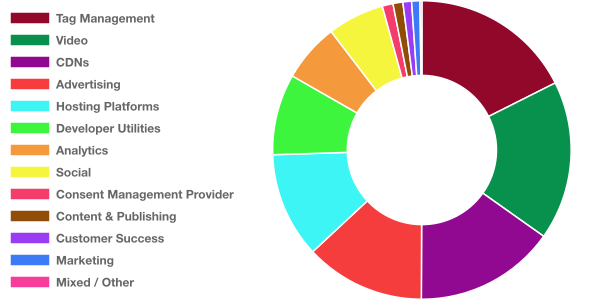 Tag Management
Video
CDNs
Advertising
Hosting Platforms
Developer Utilities
Analytics
Social
Consent Management Provider
Content & Publishing
Customer Success
Marketing
Mixed / Other